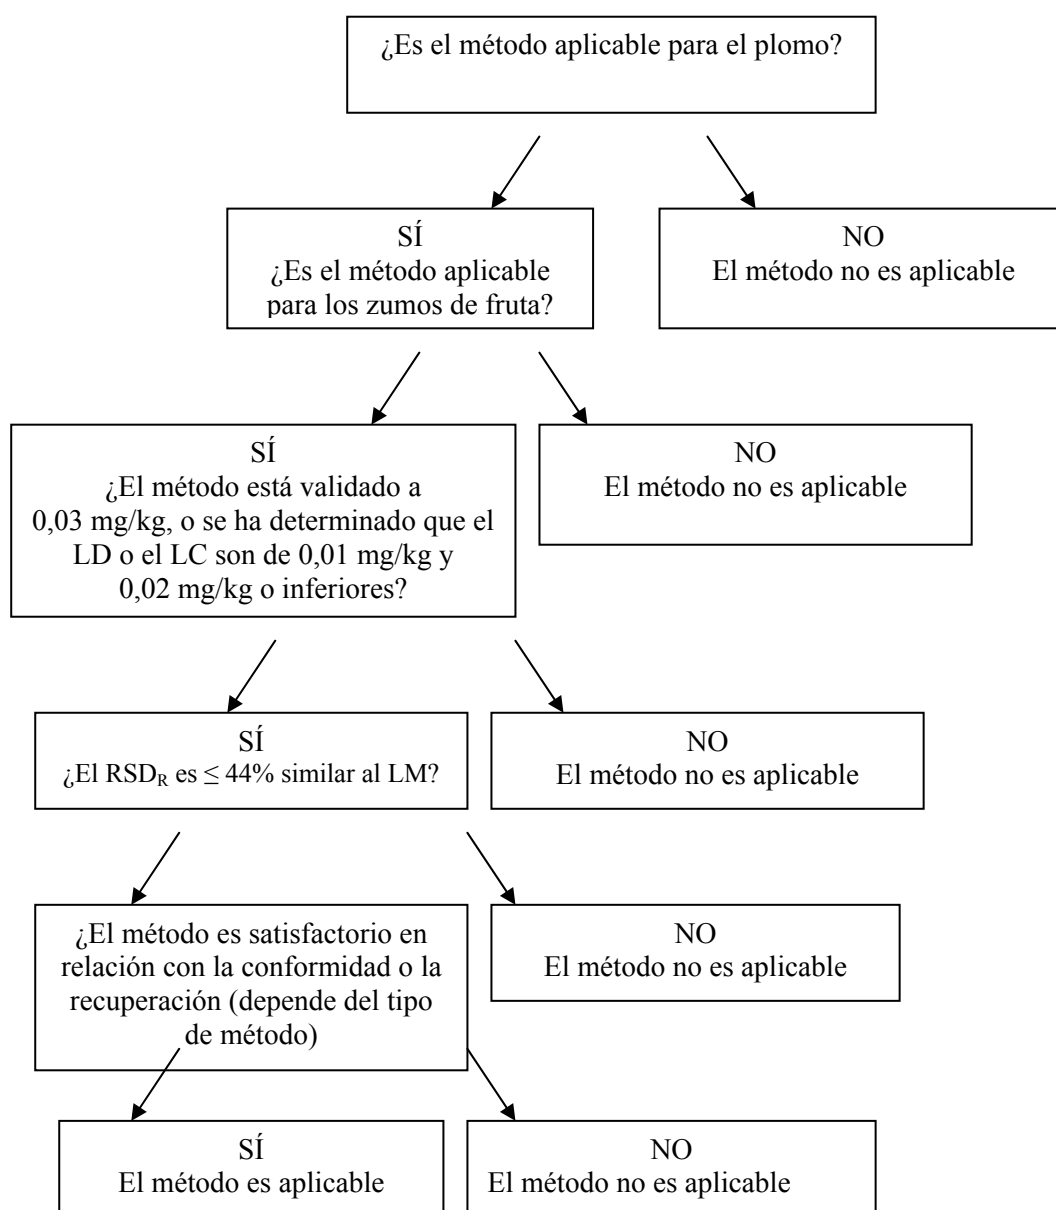 ¿Es el método aplicable para el plomo?
SÍ
¿Es el método aplicable
para los zumos de fruta?
NO
El método no es aplicable
SÍ
¿El método está validado a
0,03 mg/kg, o se ha determinado que el
LD o el LC son de 0,01 mg/kg y
0,02 mg/kg o inferiores?
NO
El método no es aplicable
SÍ
¿El RSDR es ≤ 44% similar al LM?
NO
El método no es aplicable
¿El método es satisfactorio en
relación con la conformidad o la
recuperación (depende del tipo
de método)
NO
El método no es aplicable
SÍ
El método es aplicable
NO
El método no es aplicable